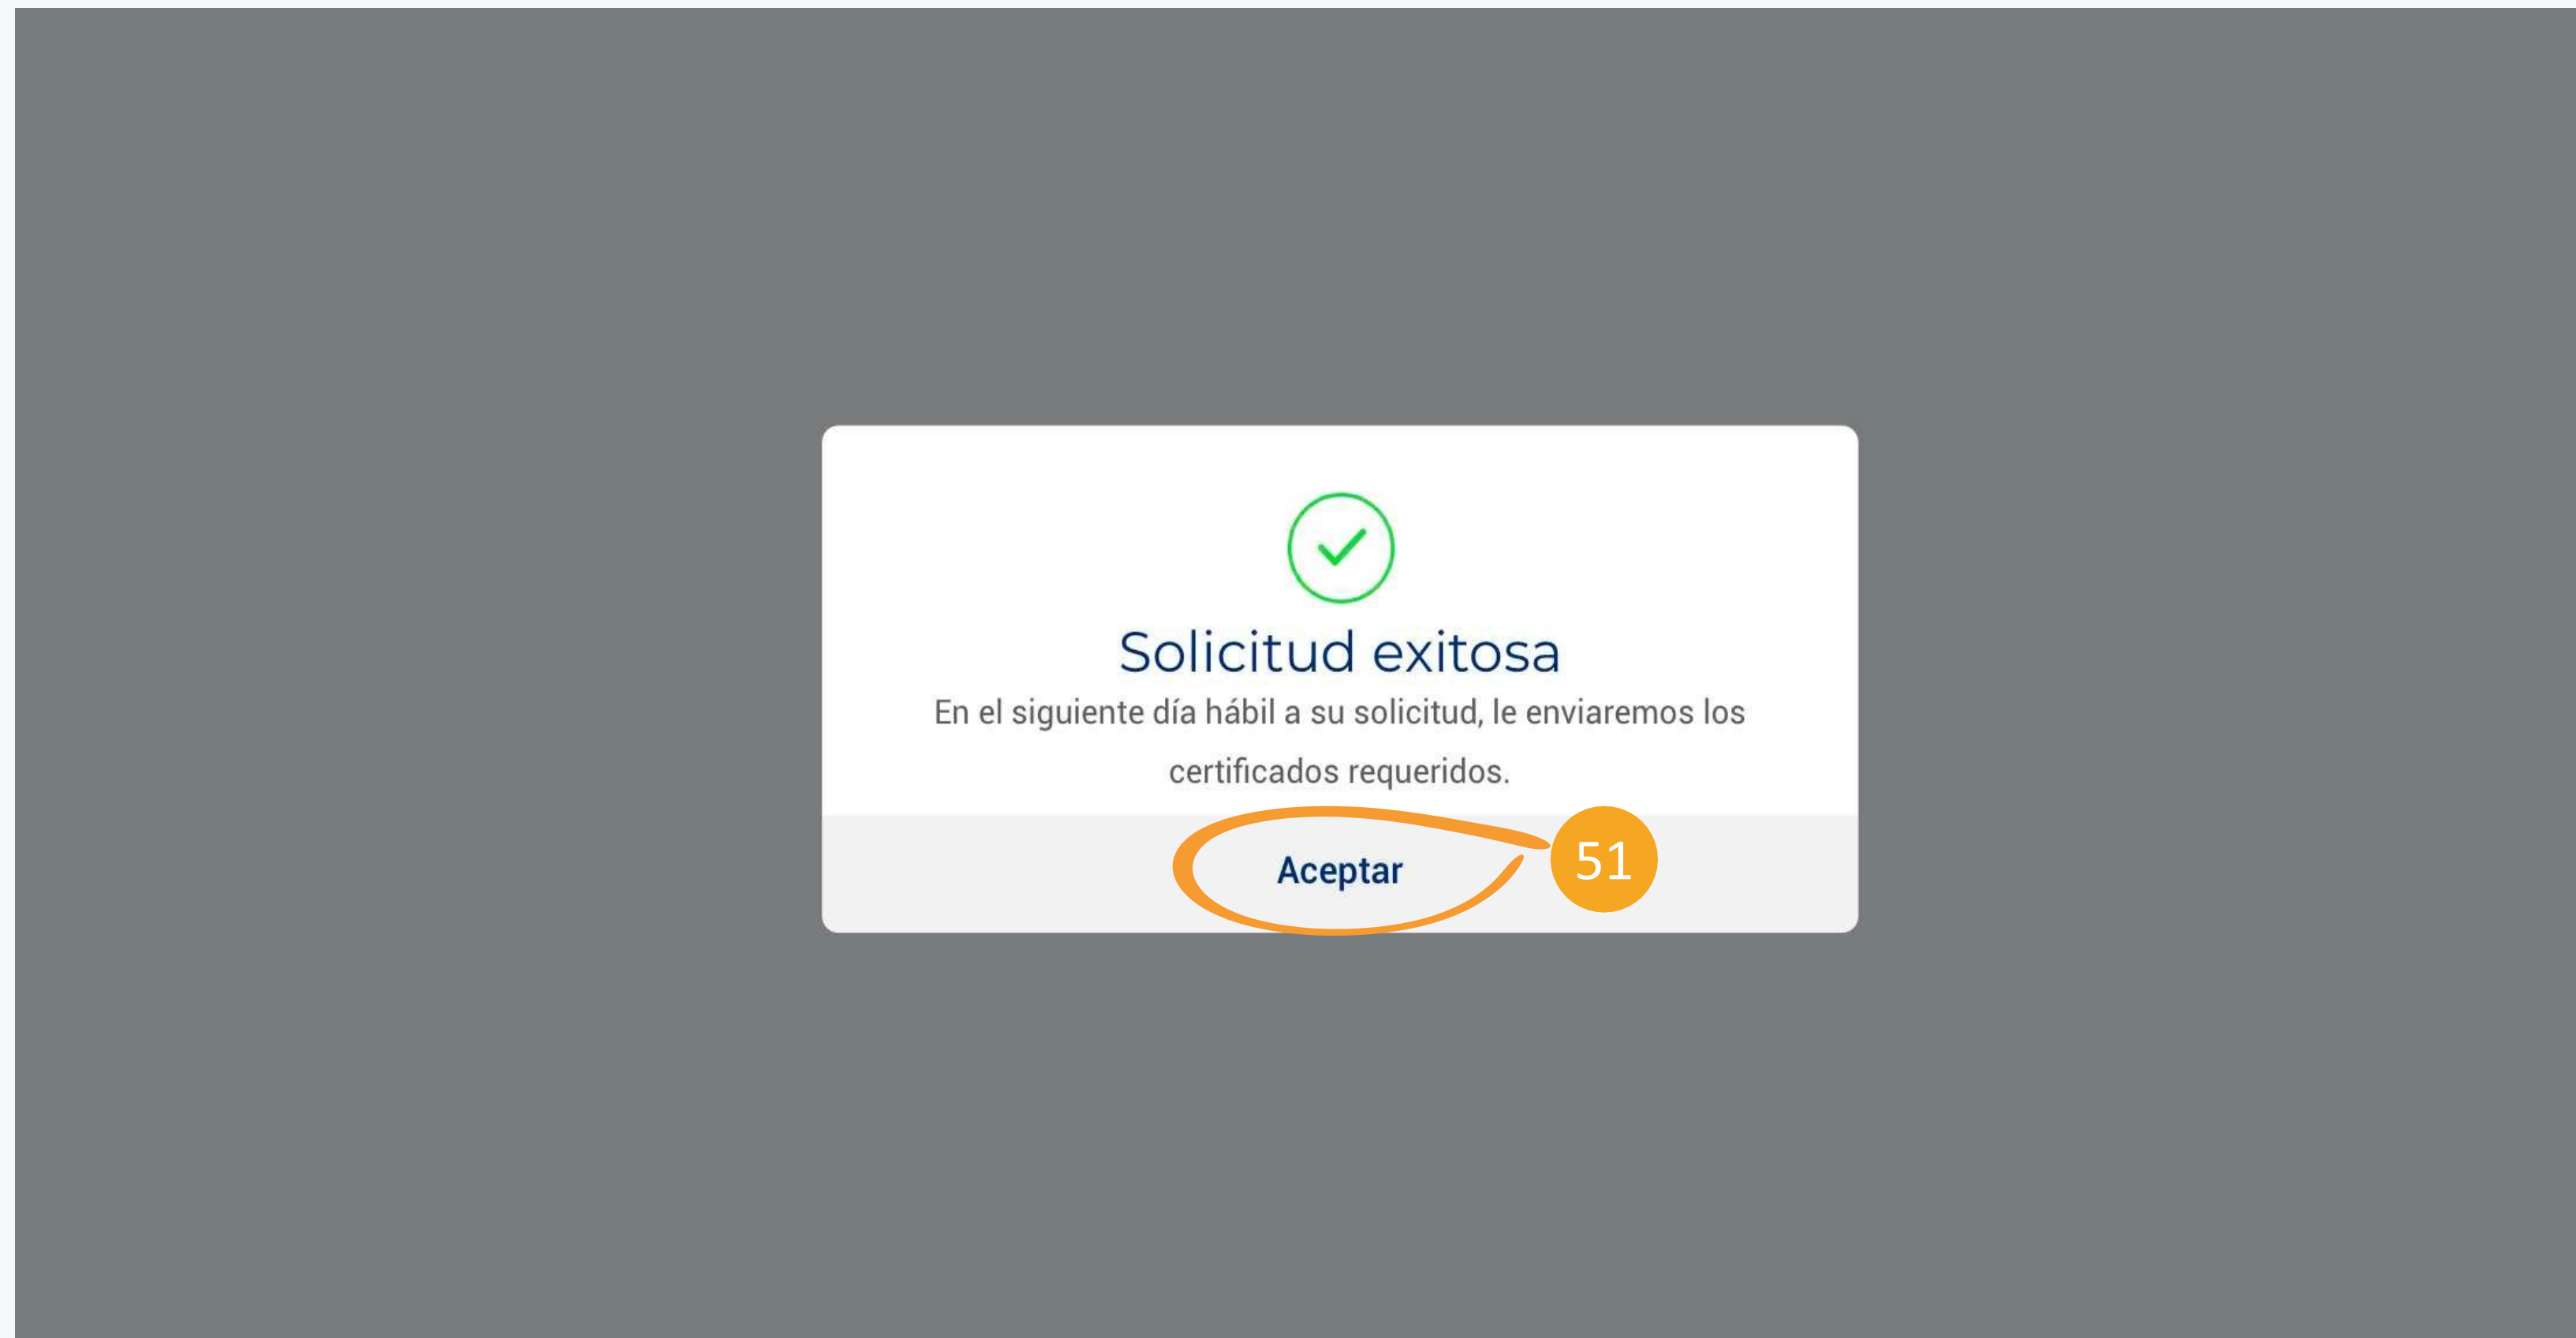 Solicitud exitosa
En el siguiente día hábil a su solicitud, le enviaremos los
certificados requeridos.
Aceptar
51